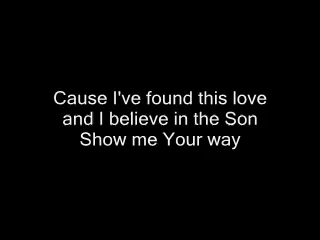 Cause I've found this love
and I believe in the Son
Show me Your way